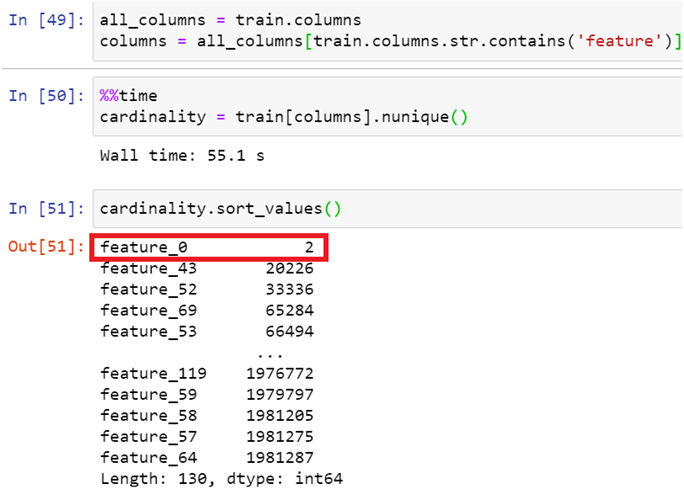 In [49]: all_columns = train.columns
columns = all_columns[train.columns.str.contains('feature')]
In [50]: %%time
cardinality = train[columns].nunique()
Wall time: 55.1 s
In [51]: cardinality.sort_values()
Out[51]: feature_0 2
feature_43 20226
feature_52 33336
feature_69 65284
feature_53 66494
...
feature_119 1976772
feature_59 1979797
feature_58 1981205
feature_57 1981275
feature_64 1981287
Length: 130, dtype: int64